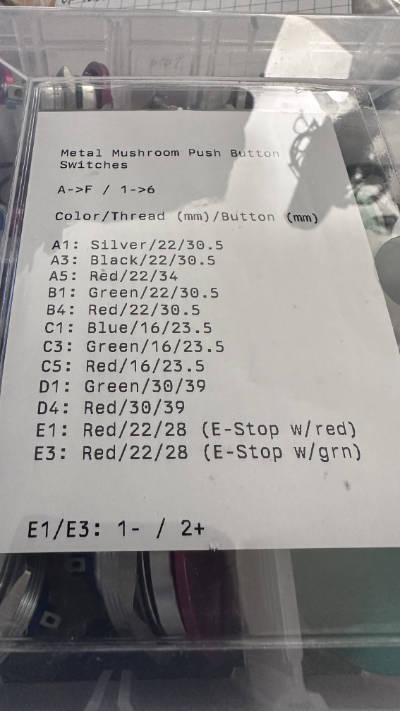 Metal Mushroom Push Button
Switches
A->F / 1->6
Color/Thread (mm)/Button (mm)
A1: Silver/22/30.5
A3: Black/22/30.5
A5: Red/22/34
B1: Green/22/30.5
B4: Red/22/30.5
C1: Blue/16/23.5
C3: Green/16/23.5
C5: Red/16/23.5
D1: Green/30/39
D4: Red/30/39
E1: Red/22/28 (E-Stop w/red)
E3: Red/22/28 (E-Stop w/grn)
E1/E3: 1- / 2+